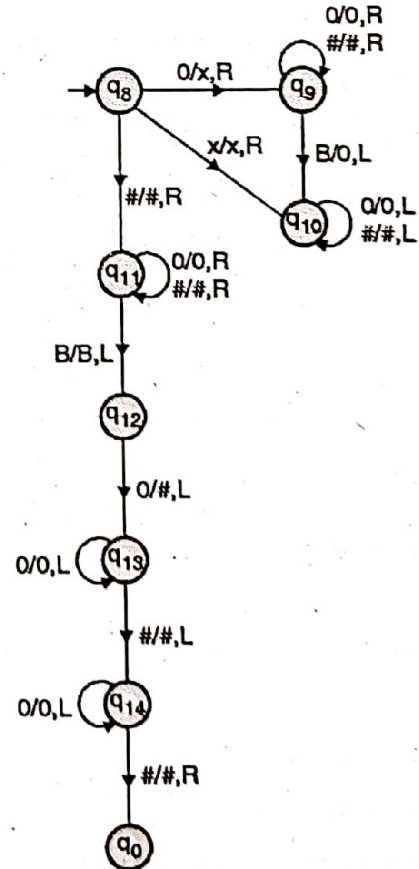 0/0,R
#/#,R
q8
0/x,R
q9
x/x,R
B/0,L
#/#,R
q10
0/0,L
#/#,L
q11
0/0,R
#/#,R
B/B,L
q12
0/#,L
0/0,L
q13
#/#,L
0/0,L
q14
#/#,R
q0